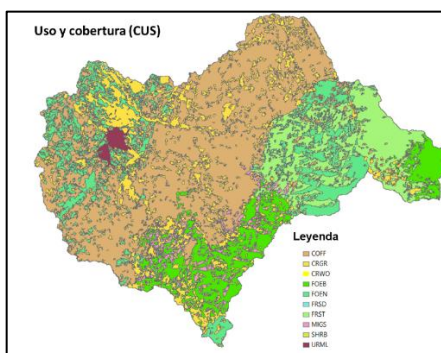 Uso y cobertura (CUS)
Leyenda
COFF
CRGR
CRWO
FOEB
FOEN
FRSD
FRST
MIGS
SHRB
URML